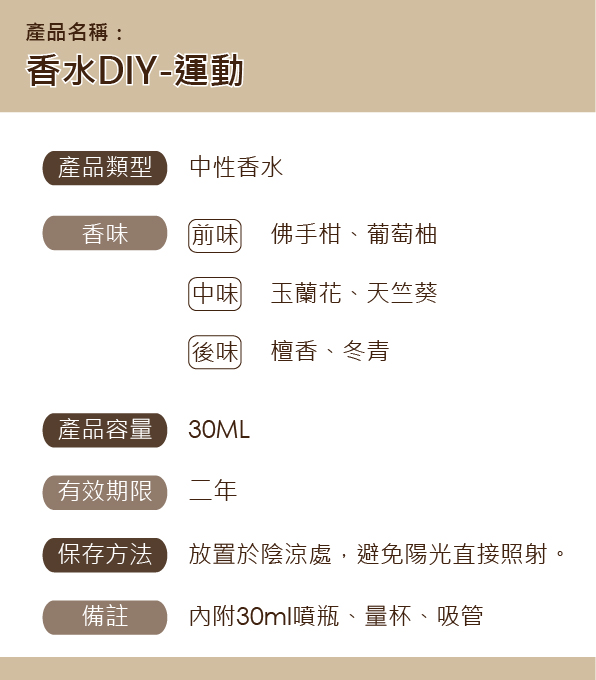 產品名稱：
香水DIY-運動
產品類型 中性香水
香味 前味 佛手柑、葡萄柚
中味 玉蘭花、天竺葵
後味 檀香、冬青
產品容量 30ML
有效期限 二年
保存方法 放置於陰涼處，避免陽光直接照射。
備註 內附30ml噴瓶、量杯、吸管